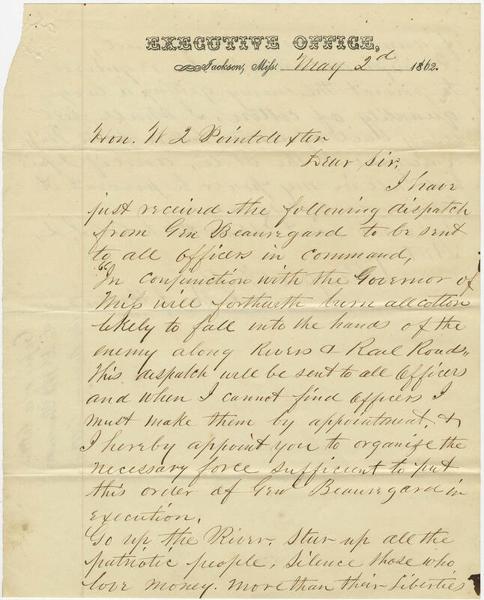 EXECUTIVE OFFICE,
Jackson, Miss. May 2d 1862.
Hon. W Q Pointdexter
Dear Sir,
I have
just received the following dispatch
from Gen Beauregard to be sent
to all officers in command,
"In conjunction with the Governor of
Miss will forthwith burn all cotton
likely to fall into the hands of the
enemy along Rivers & Rail Roads"
This dispatch will be sent to all officers
and when I cannot find officers I
must make them by appointment, &
I hereby appoint you to organize the
necessary force sufficient to put
this order of Genl Beauregard in
execution.
Go up the River. Stur up all the
patriotic people, Silence those who
love money. more than their Liberties